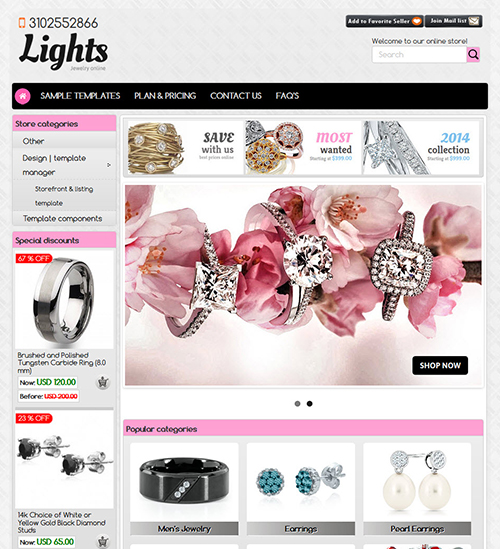 3102552866
Lights
Jewelry online
Add to Favorite Seller
Join Mail list
Welcome to our online store!
Search
SAMPLE TEMPLATES
PLAN & PRICING
CONTACT US
FAQ'S
Store categories
Other
Design | template
manager
Storefront & listing
template
Template components
SAVE
with us
best prices online
MOST
wanted
Starting at $399.00
2014
collection
Starting at $999.00
SHOP NOW
Special discounts
67 % OFF
Brushed and Polished
Tungsten Carbide Ring (8.0
mm)
Now: USD 120.00
Before: USD 200.00
23 % OFF
14k Choice of White or
Yellow Gold Black Diamond
Studs
Now: USD 65.00
Popular categories
Men's Jewelry
Earrings
Pearl Earrings